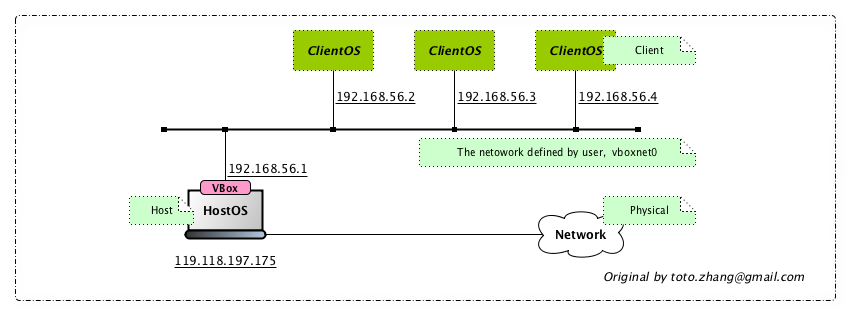 ClientOS
ClientOS
ClientOS
Client
192.168.56.2
192.168.56.3
192.168.56.4
The netowork defined by user, vboxnet0
192.168.56.1
VBox
Host
HostOS
Physical
Network
119.118.197.175
Original by toto.zhang@gmail.com